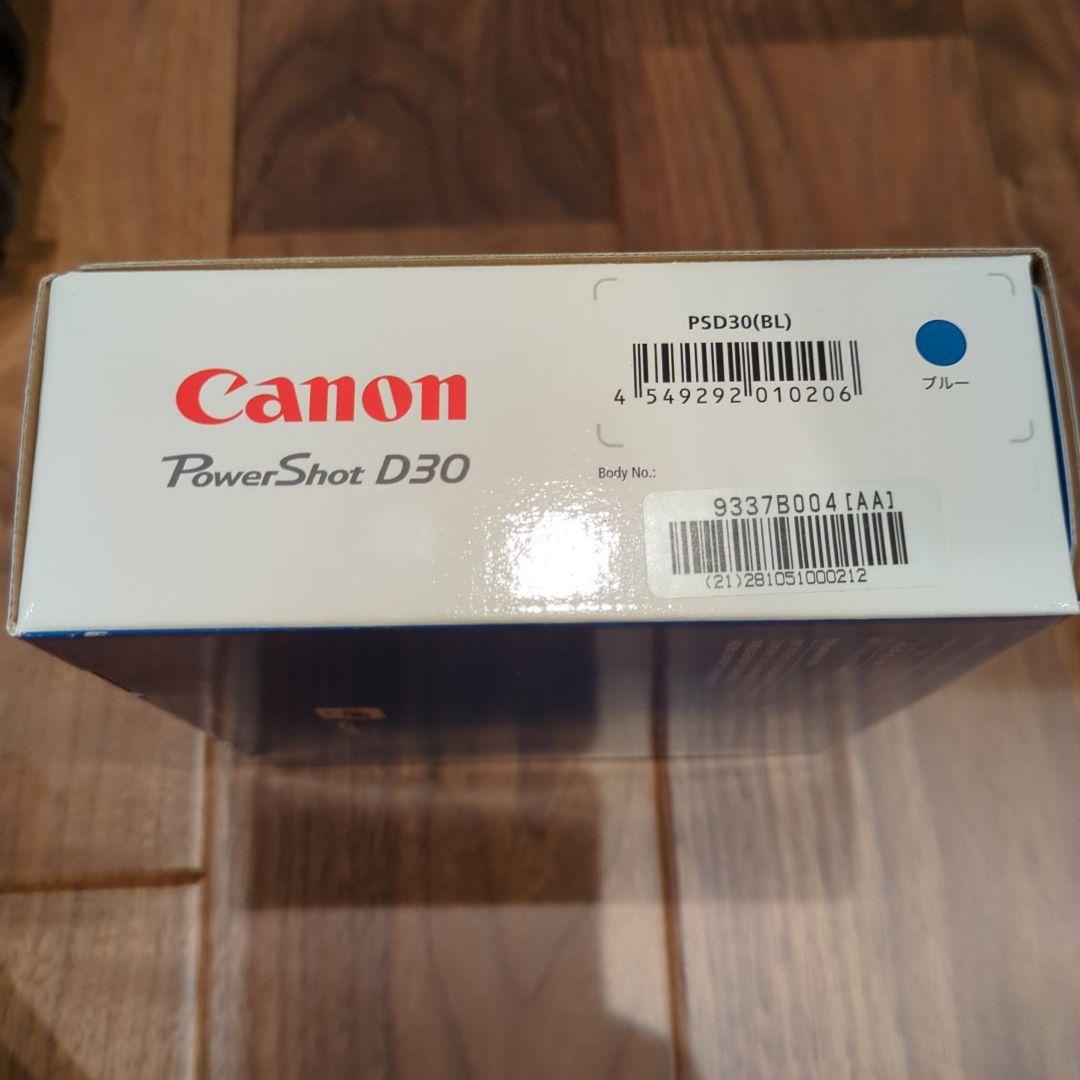 Canon
PowerShot D30
PSD30(BL)
4 549292 010206
ブルー
Body No.:
9337B004[AA]
(21)281051000212